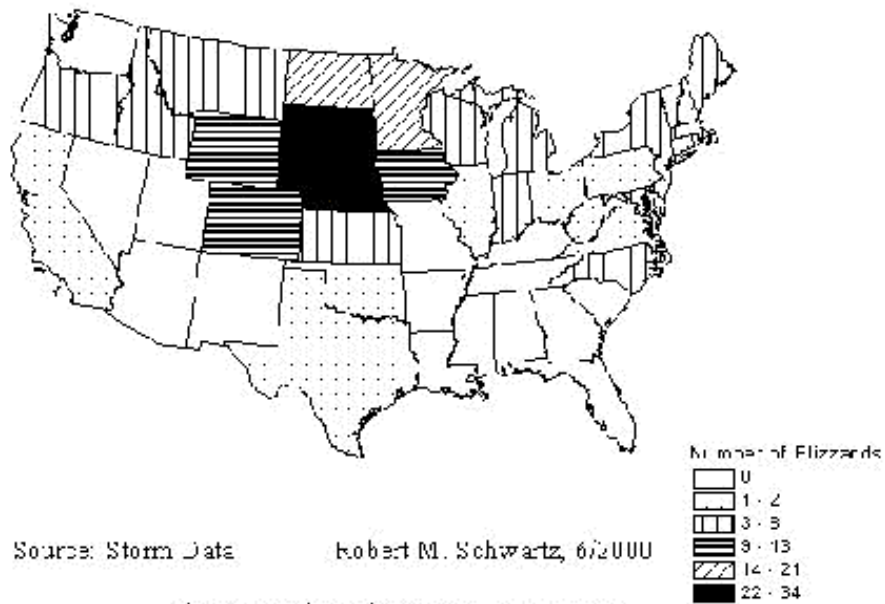 Number of Blizzards
0
1 - 2
3 - 8
9 - 13
14 - 21
22 - 34
Source: Storm Data
Robert M. Schwartz, 6/2000